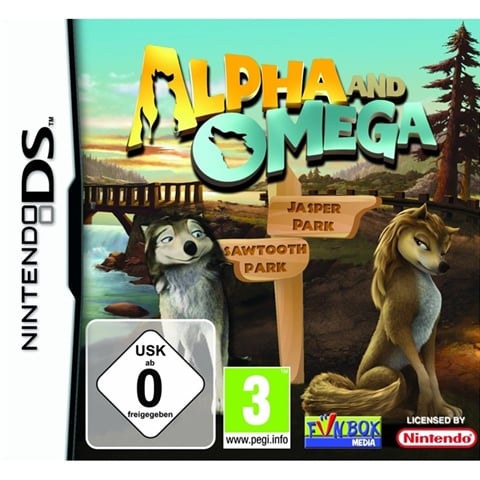 NINTENDO DS™
ALPHA AND
OMEGA
JASPER
PARK
SAWTOOTH
PARK
USK
ab
0
freigegeben
3
™
www.pegi.info
FUNBOX
MEDIA
LICENSED BY
Nintendo